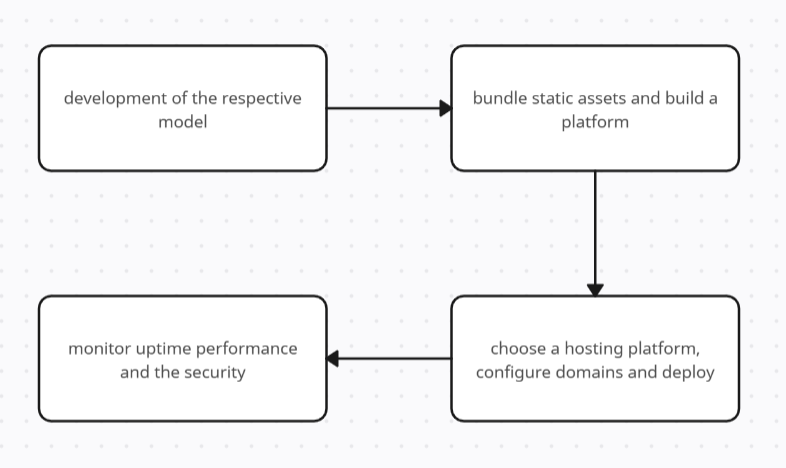 development of the respective
model
bundle static assets and build a
platform
choose a hosting platform,
configure domains and deploy
monitor uptime performance
and the security